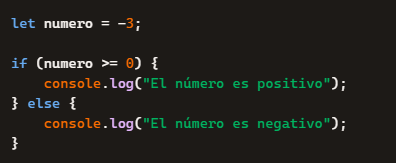 let numero = -3;
if (numero >= 0) {
    console.log("El número es positivo");
} else {
    console.log("El número es negativo");
}